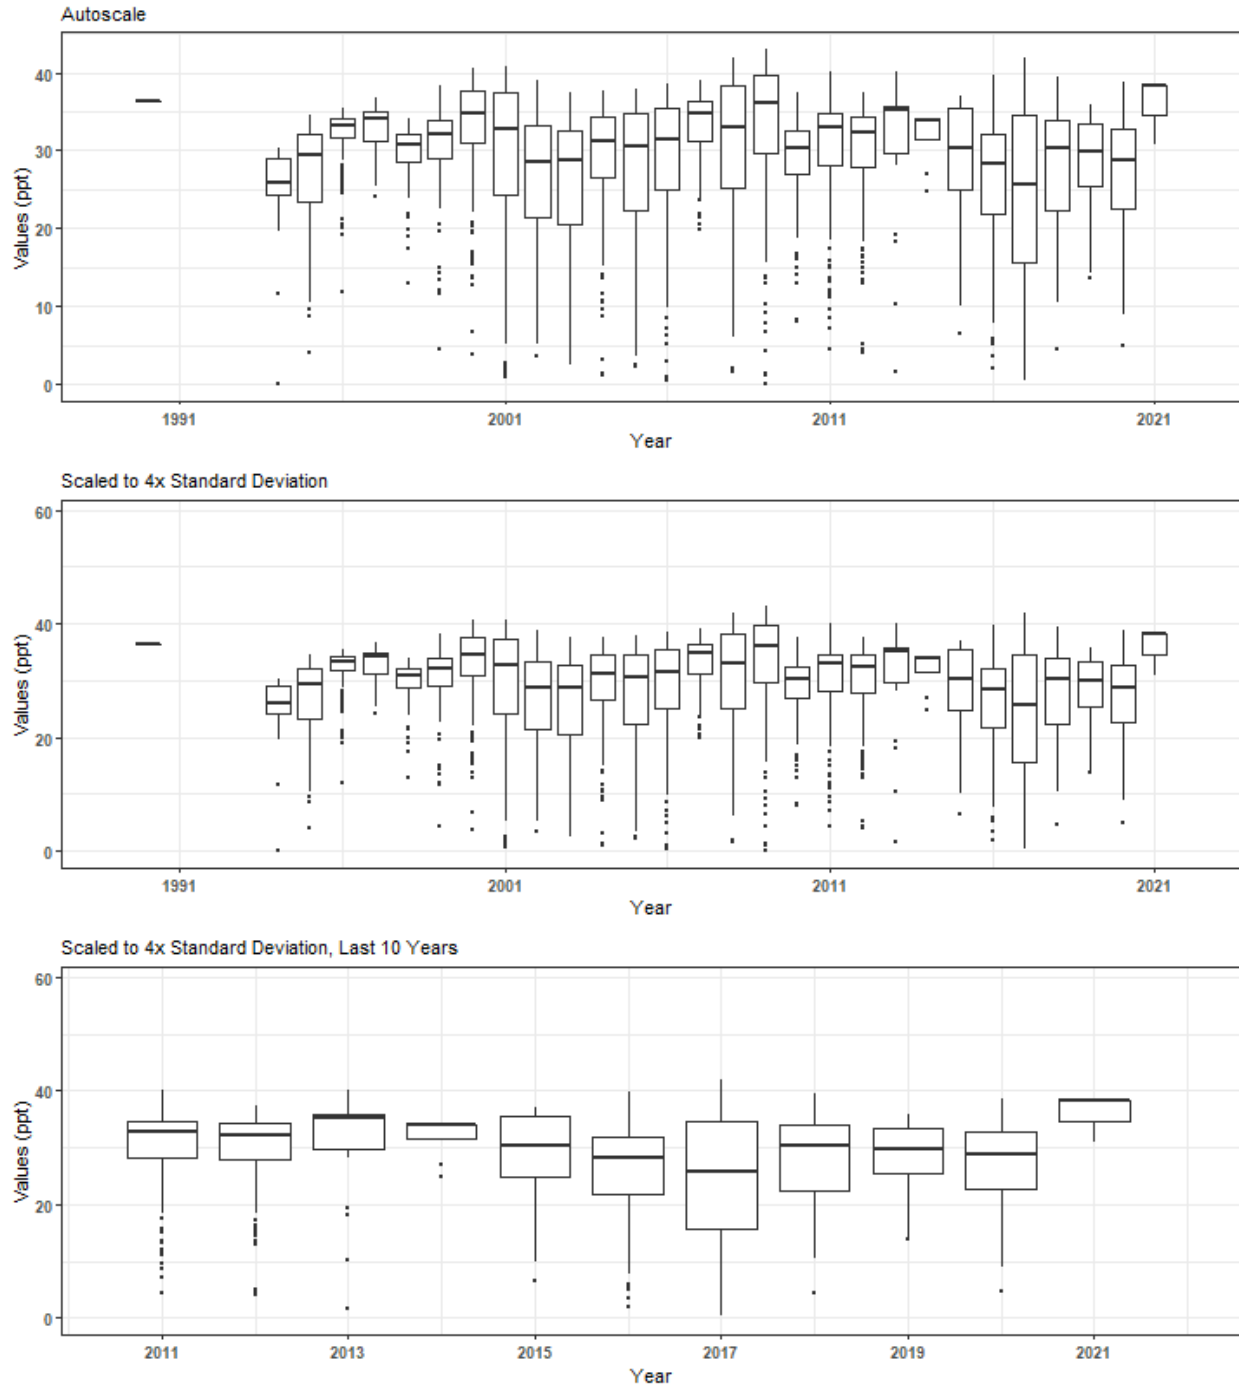 Autoscale
40
30
20
10
0
Values (ppt)
1991 2001 2011 2021
Year
Scaled to 4x Standard Deviation
60
40
20
0
Values (ppt)
1991 2001 2011 2021
Year
Scaled to 4x Standard Deviation, Last 10 Years
60
40
20
0
Values (ppt)
2011 2013 2015 2017 2019 2021
Year